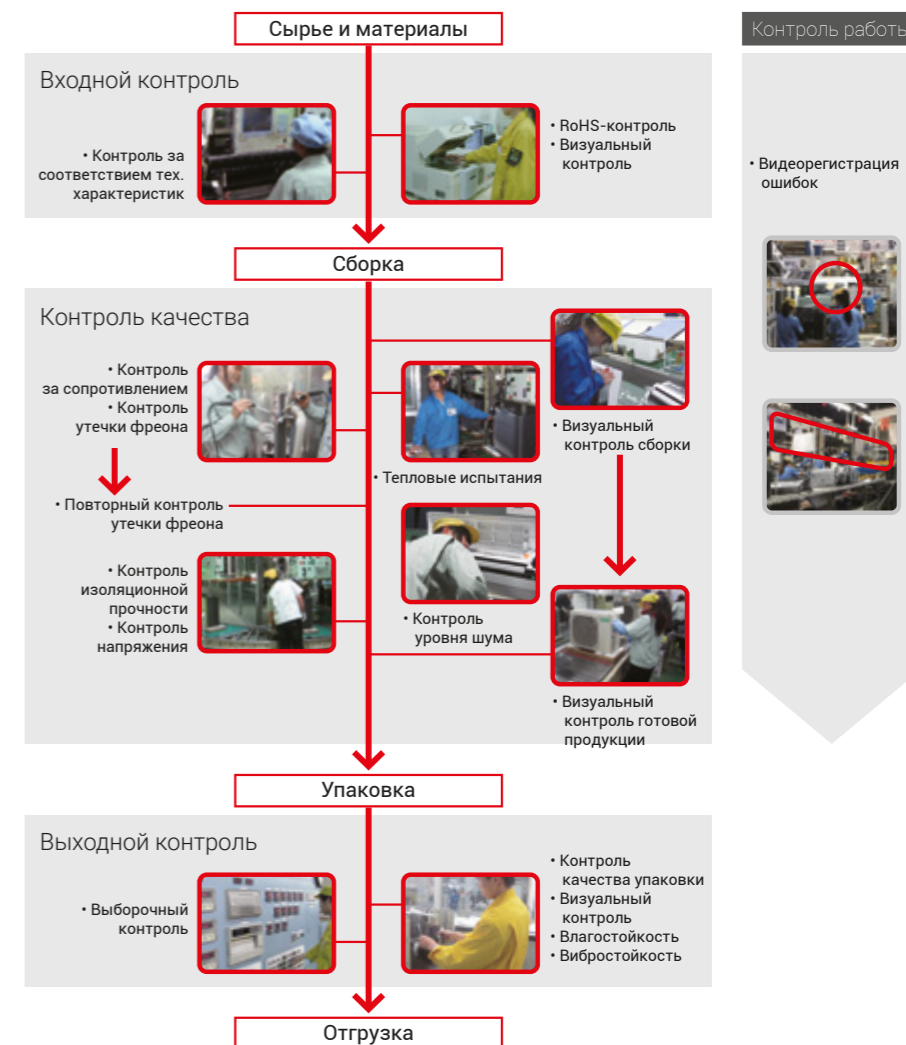 Сырье и материалы
Контроль работы
Входной контроль
• Контроль за
соответствием тех.
характеристик
• RoHS-контроль
• Визуальный
контроль
• Видеорегистрация
ошибок
Сборка
Контроль качества
• Контроль
за сопротивлением
• Контроль
утечки фреона
• Повторный контроль
утечки фреона
• Контроль
изоляционной
прочности
• Контроль
напряжения
• Тепловые испытания
• Контроль
уровня шума
• Визуальный
контроль сборки
• Визуальный
контроль готовой
продукции
Упаковка
Выходной контроль
• Выборочный
контроль
• Контроль
качества упаковки
• Визуальный
контроль
• Влагостойкость
• Вибростойкость
Отгрузка